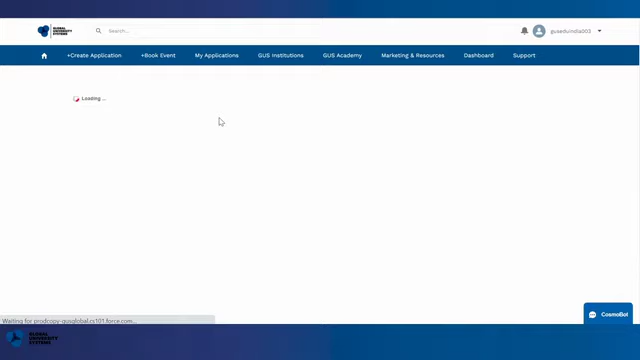 GLOBAL
UNIVERSITY
SYSTEMS
Search...
guseduindia003
+Create Application
+Book Event
My Applications
GUS Institutions
GUS Academy
Marketing & Resources
Dashboard
Support
Loading ...
CosmoBot
Waiting for prodcopy-gusglobal.cs101.force.com...
GLOBAL
UNIVERSITY
SYSTEMS